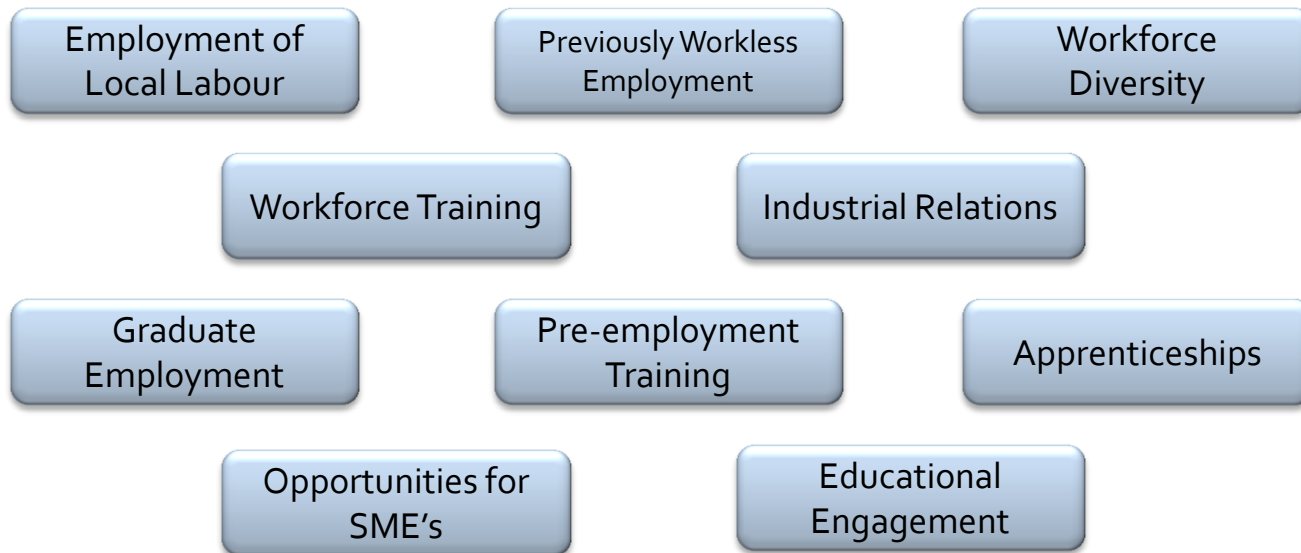 Employment of
Local Labour
Previously Workless
Employment
Workforce
Diversity
Workforce Training
Industrial Relations
Graduate
Employment
Pre-employment
Training
Apprenticeships
Opportunities for
SME's
Educational
Engagement